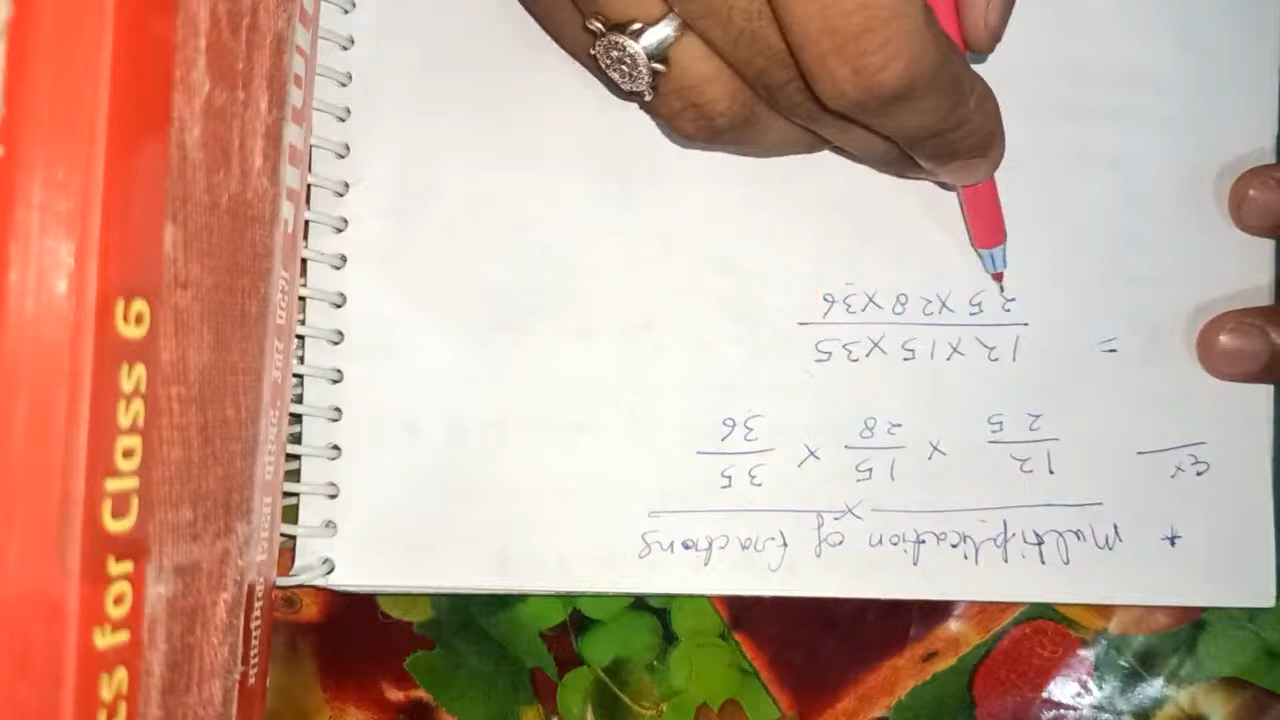 * Multiplication of fractions
Ex 12/25 × 15/28 × 35/36
= 12×15×35 / 25×28×36
ss for Class 6